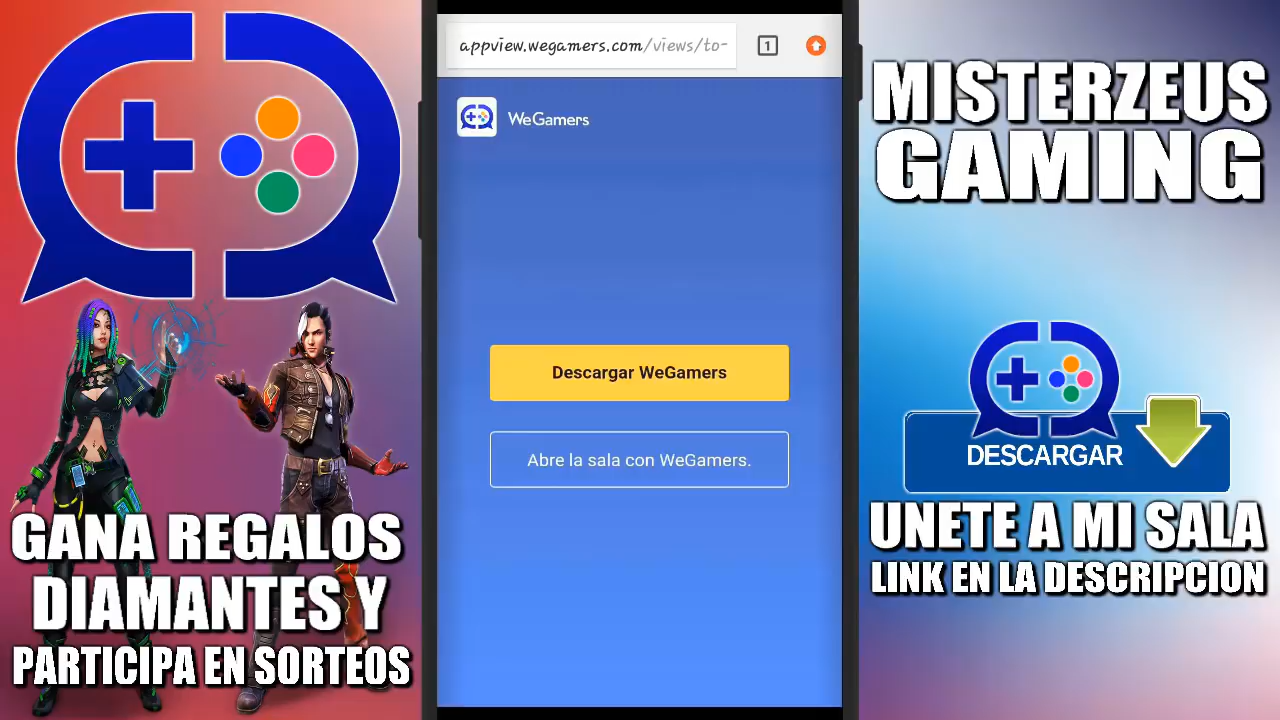 GANA REGALOS
DIAMANTES Y
PARTICIPA EN SORTEOS
appview.wegamers.com/views/to-
1
WeGamers
Descargar WeGamers
Abre la sala con WeGamers.
MISTERZEUS
GAMING
DESCARGAR
UNETE A MI SALA
LINK EN LA DESCRIPCION